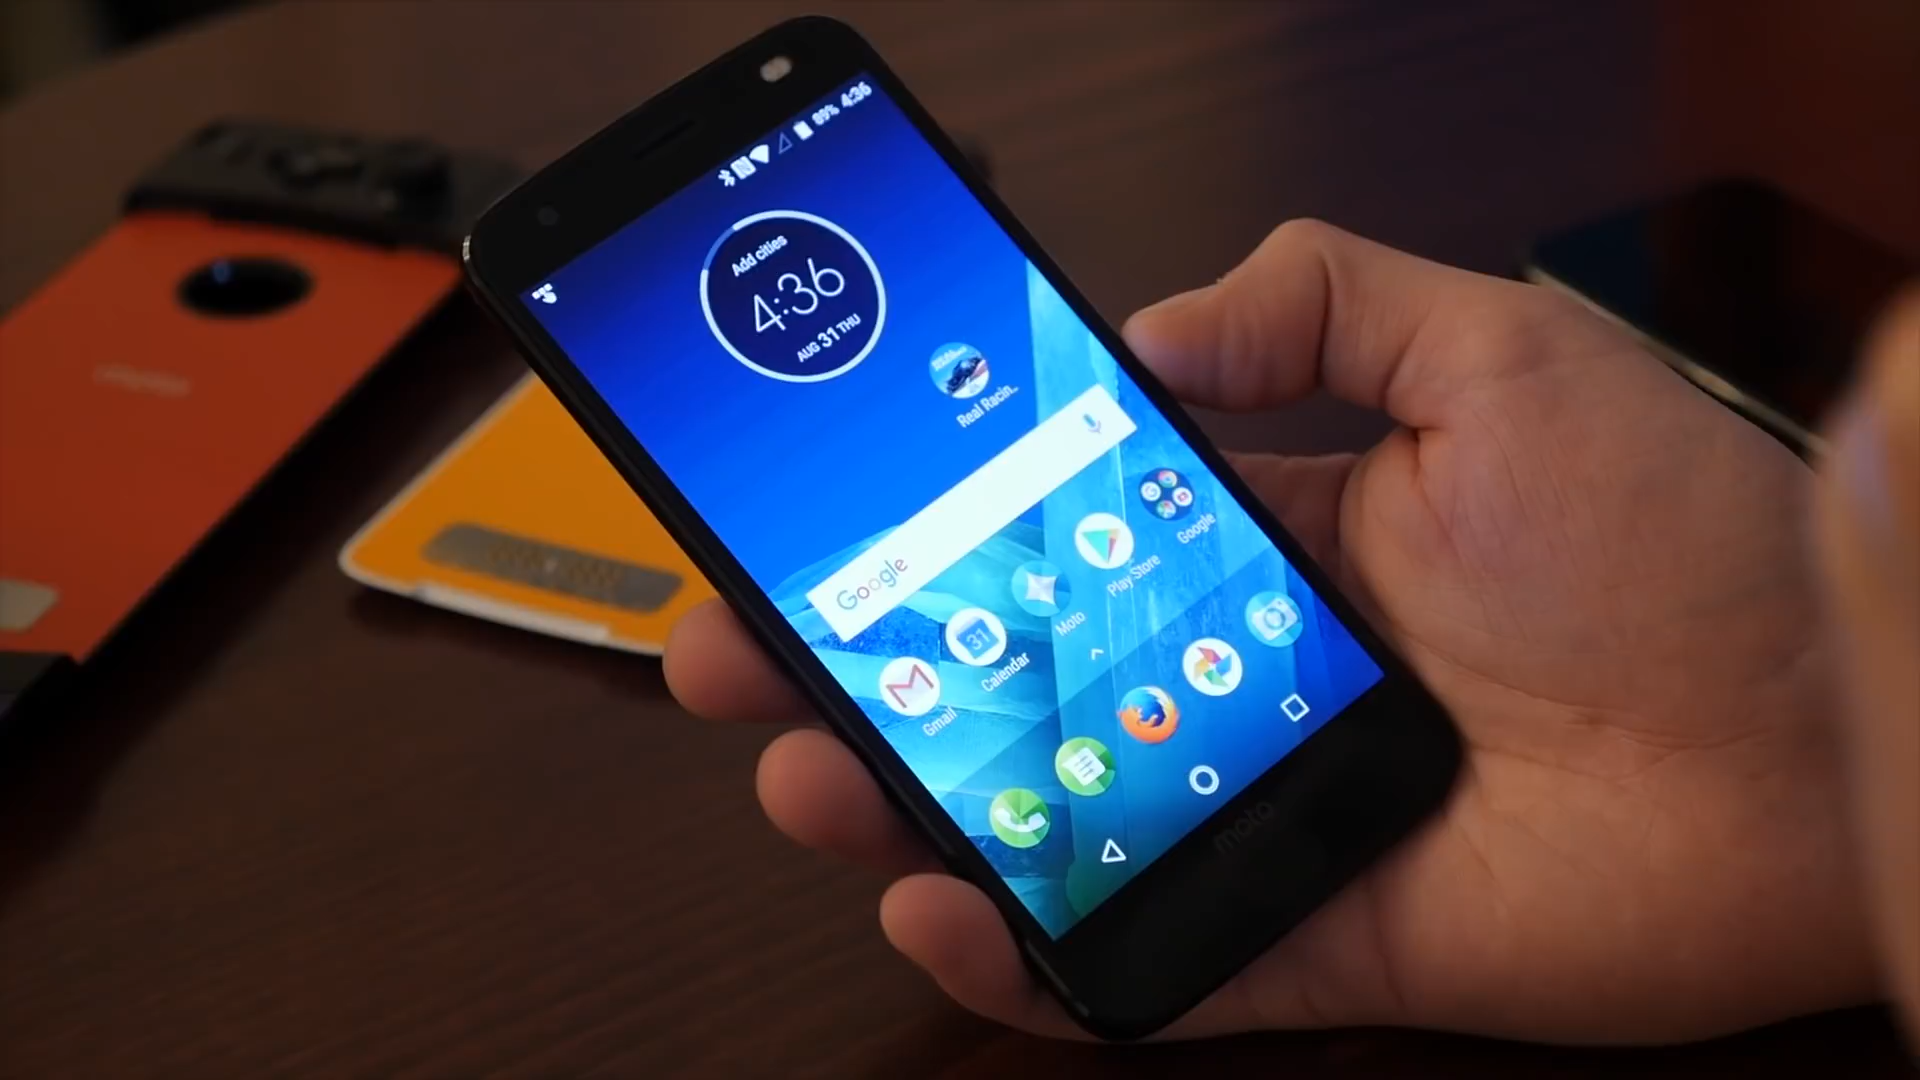 89% 4:36
Add cities
4:36
AUG 31 THU
Real Racin..
Google
Google
Play Store
Moto
31
Calendar
Gmail
moto